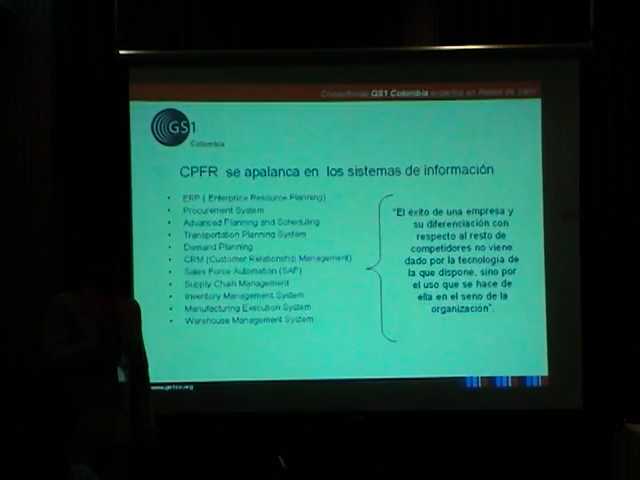 Consultorías GS1 Colombia expertos en Redes de Valor
GS1
Colombia
CPFR se apalanca en los sistemas de información
• ERP ( Enterprice Resource Planning)
• Procurement System
• Advanced Planning and Scheduling
• Transportation Planning System
• Demand Planning
• CRM (Customer Relationship Management)
• Sales Force Automation (SAF)
• Supply Chain Management
• Inventory Management System
• Manufacturing Execution System
• Warehouse Management System
"El éxito de una empresa y
su diferenciación con
respecto al resto de
competidores no viene
dado por la tecnología de
la que dispone, sino por
el uso que se hace de
ella en el seno de la
organización".